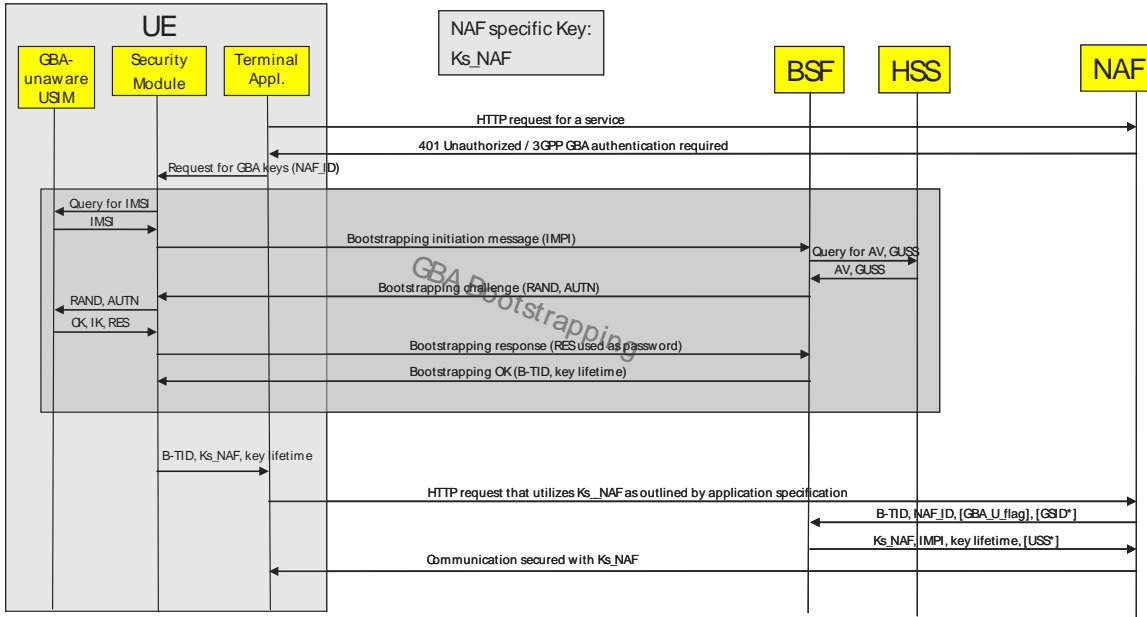 UE
NAF specific Key:
Ks_NAF
GBA-
unaware
USIM
Security
Module
Terminal
Appl.
BSF
HSS
NAF
HTTP request for a service
401 Unauthorized / 3GPP GBA authentication required
Request for GBA keys (NAF_ID)
Query for IMSI
IMSI
Bootstrapping initiation message (IMPI)
Query for AV, GUSS
AV, GUSS
GBA Bootstrapping
Bootstrapping challenge (RAND, AUTN)
RAND, AUTN
CK, IK, RES
Bootstrapping response (RES used as password)
Bootstrapping OK (B-TID, key lifetime)
B-TID, Ks_NAF, key lifetime
HTTP request that utilizes Ks_NAF as outlined by application specification
B-TID, NAF_ID, [GBA_U_flag], [GSID*]
Ks_NAF, IMPI, key lifetime, [USS*]
Communication secured with Ks_NAF